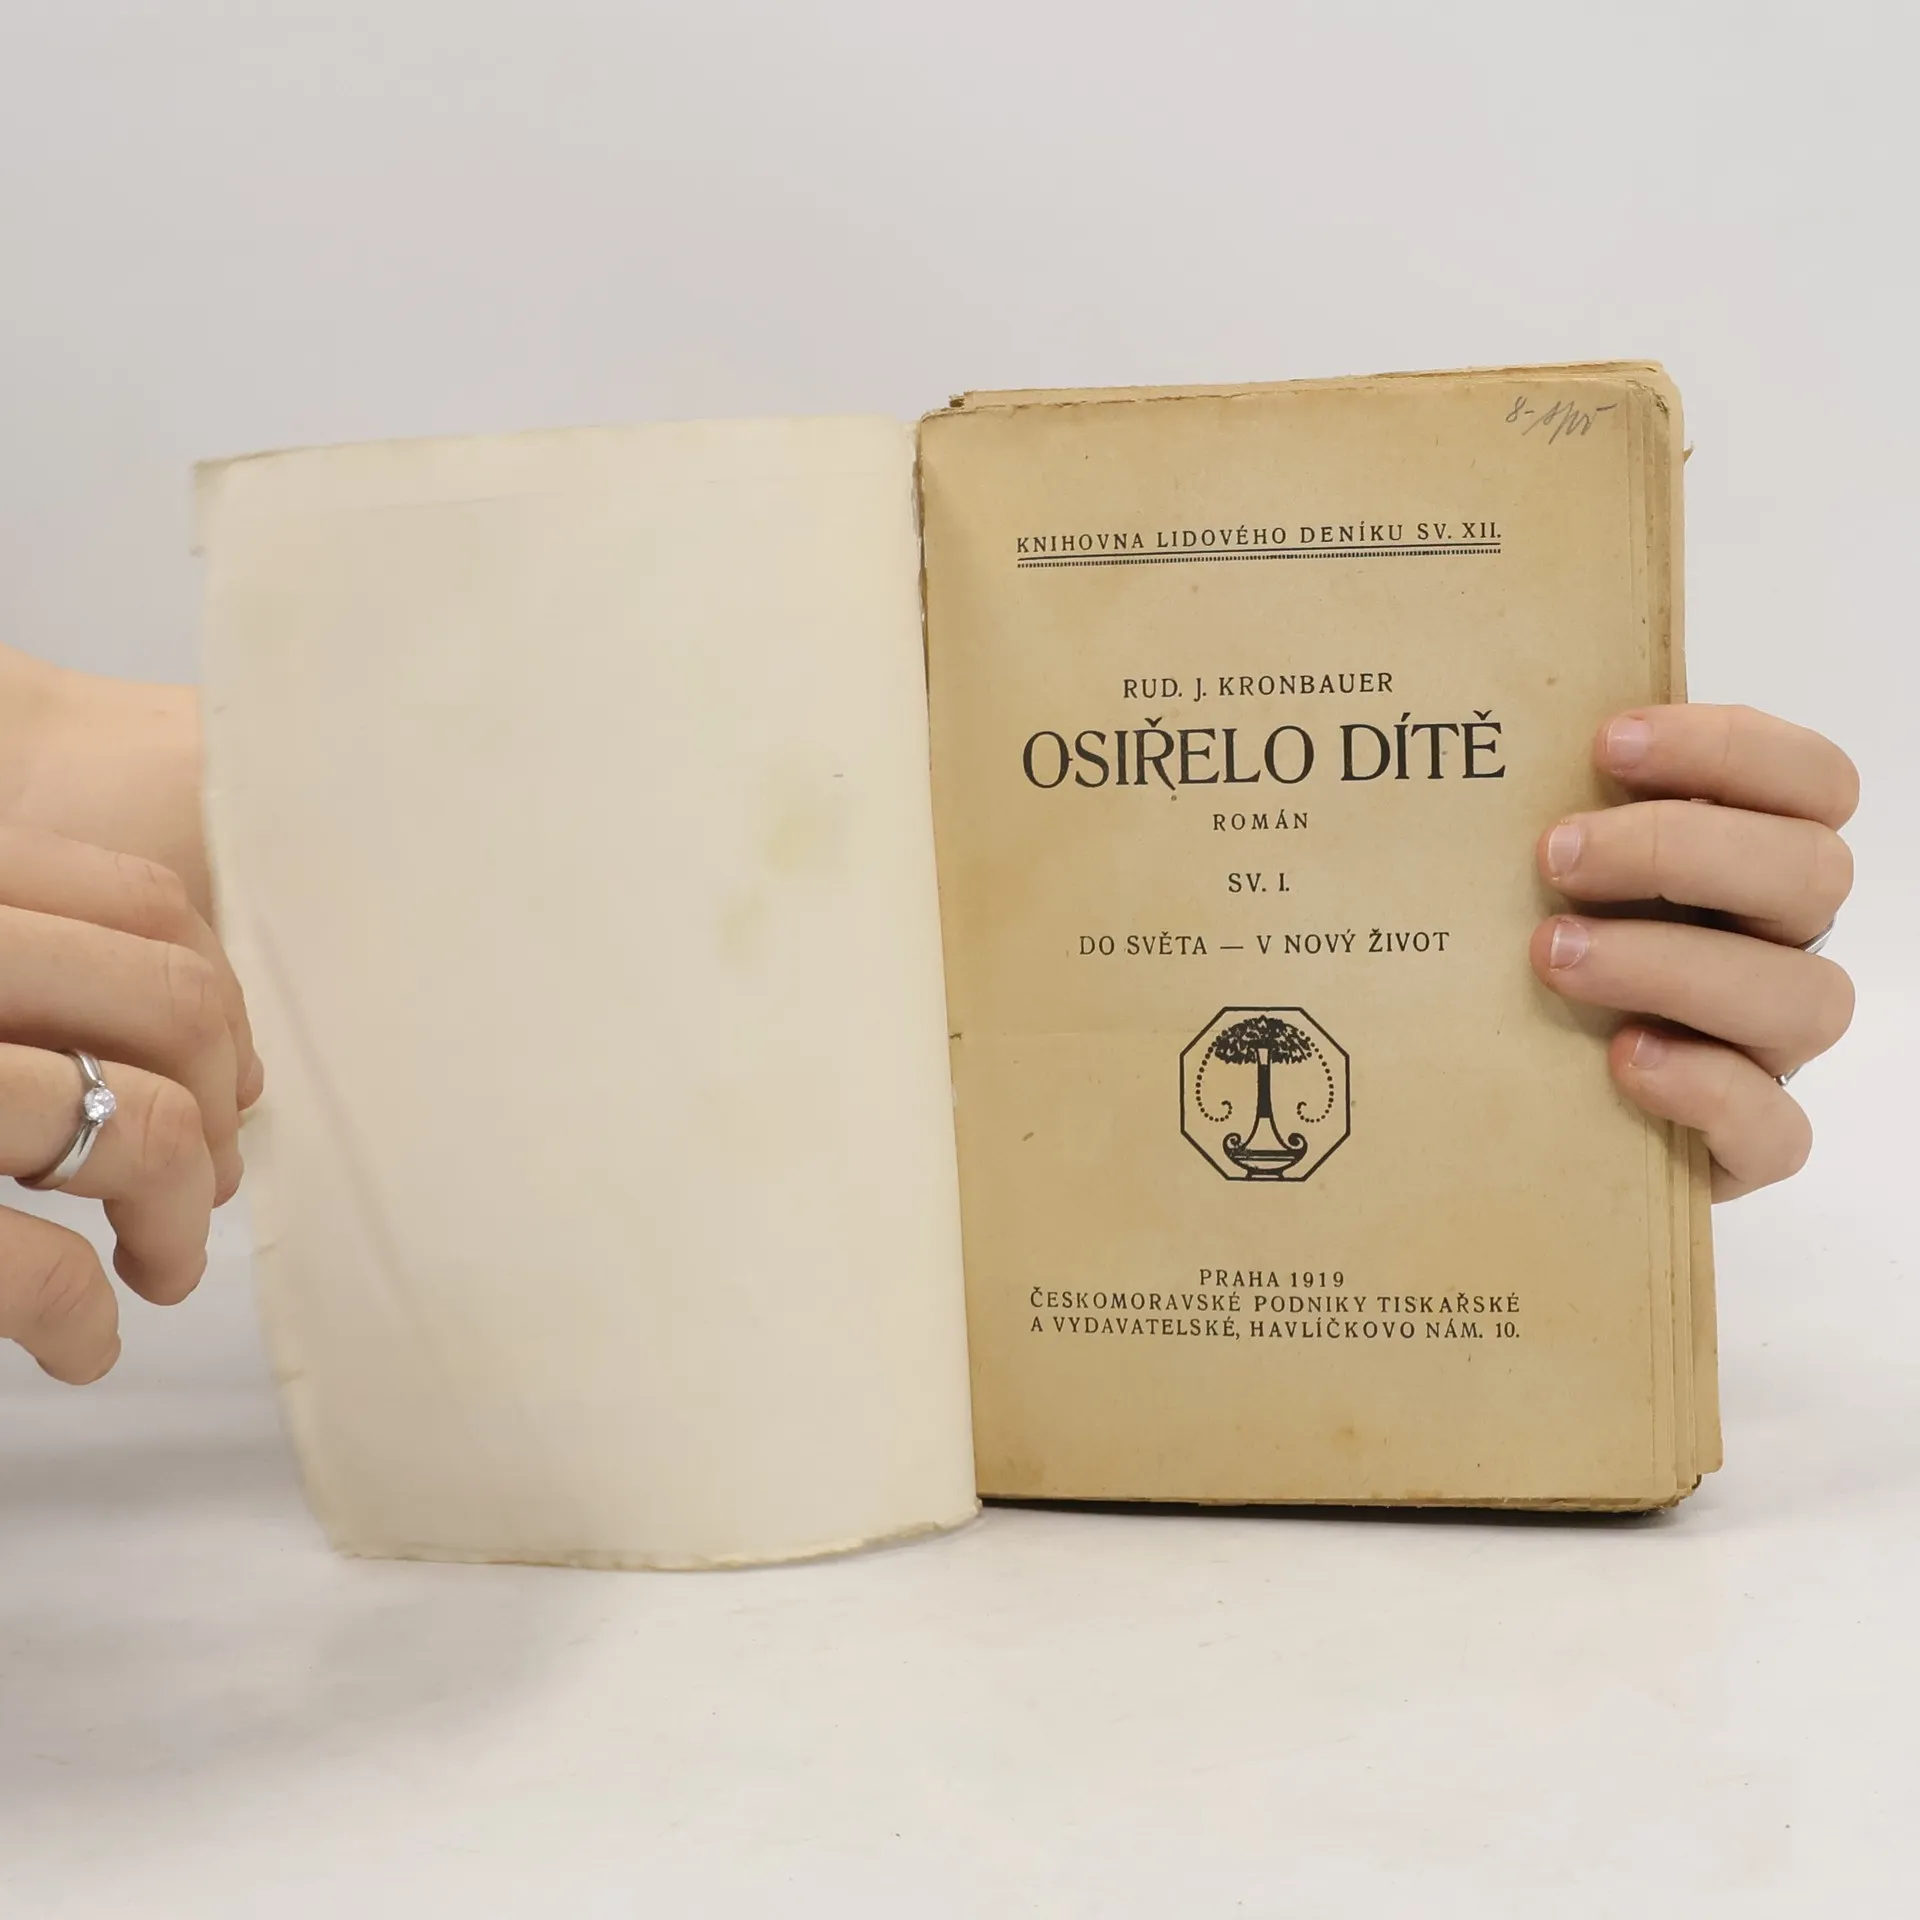 KNIHOVNA LIDOVÉHO DENÍKU SV. XII.
RUD. J. KRONBAUER
OSIŘELO DÍTĚ
ROMÁN
SV. I.
DO SVĚTA — V NOVÝ ŽIVOT
PRAHA 1919
ČESKOMORAVSKÉ PODNIKY TISKAŘSKÉ
A VYDAVATELSKÉ, HAVLÍČKOVO NÁM. 10.